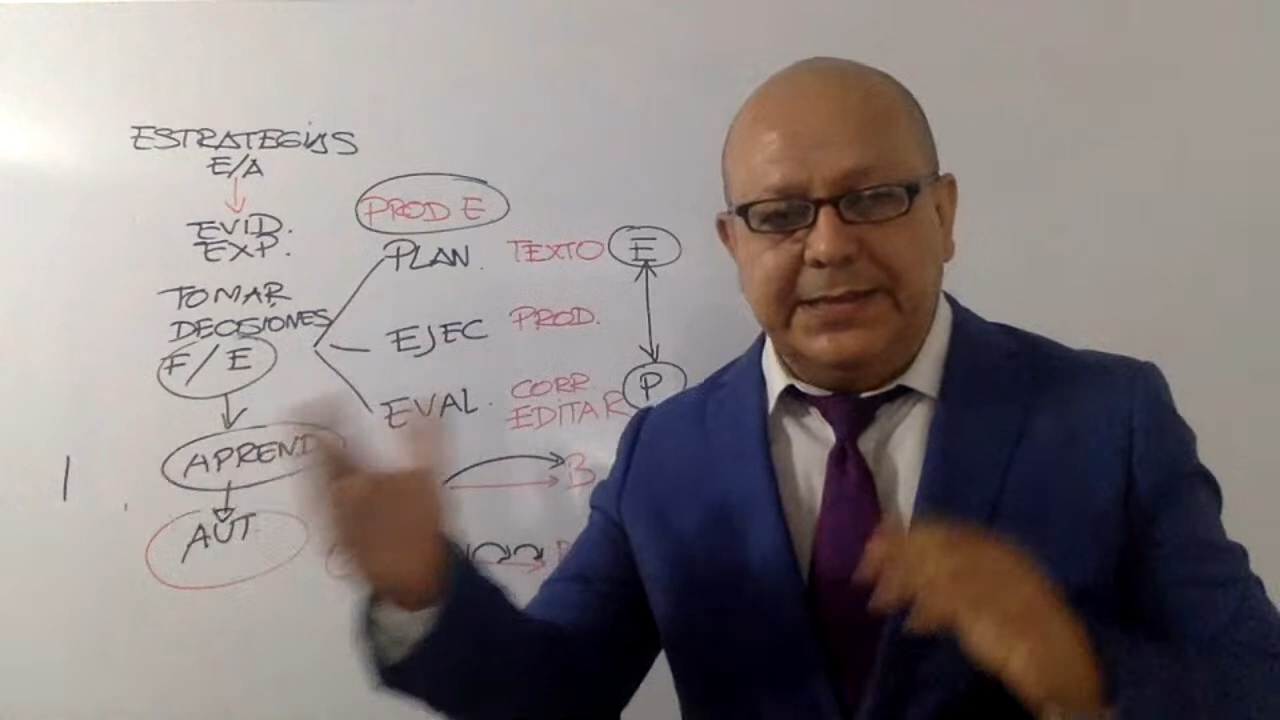 ESTRATEGIAS
E/A
EVID.
EXP.
TOMAR
DECISIONES
F/E
APREND
AUT
PROD E
PLAN.
EJEC
EVAL.
TEXTO
PROD.
CORR
EDITAR
E
P
B